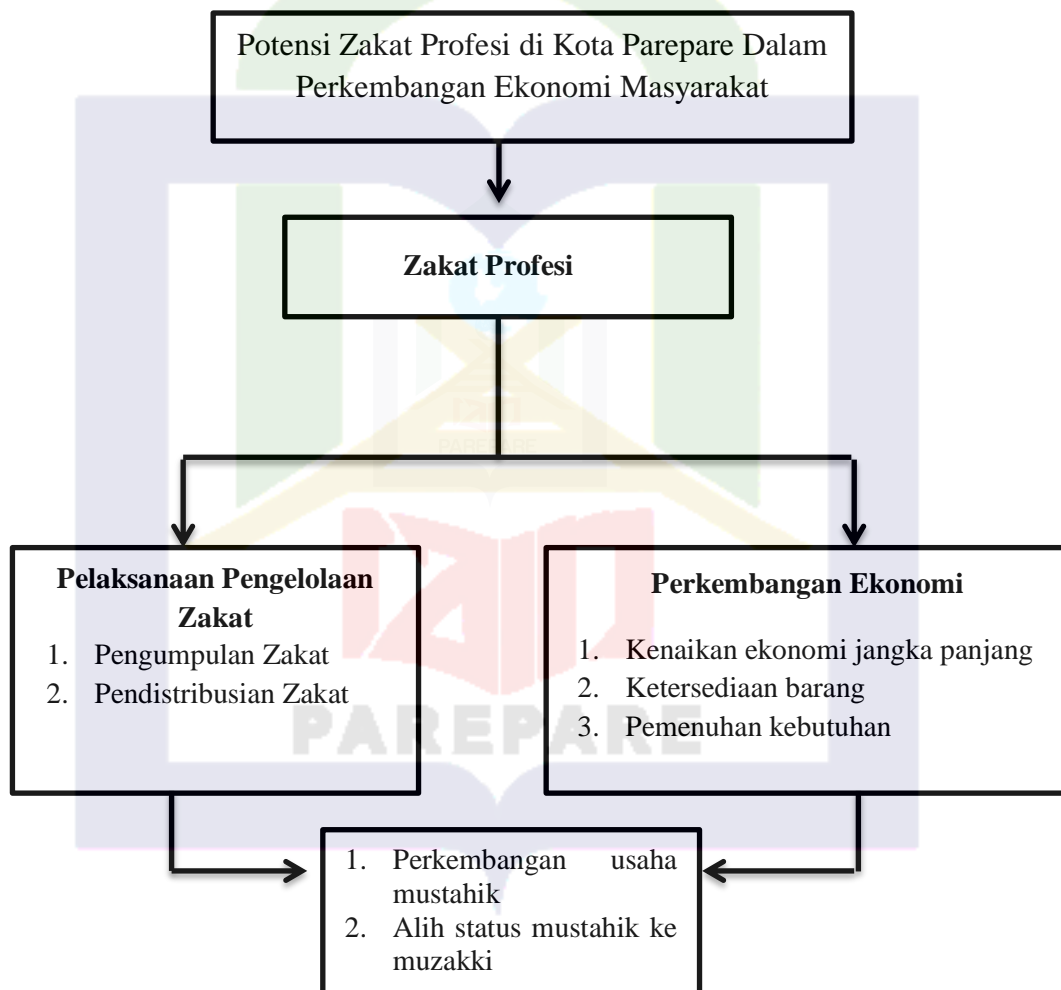 Potensi Zakat Profesi di Kota Parepare Dalam
Perkembangan Ekonomi Masyarakat
Zakat Profesi
PAREPARE
Pelaksanaan Pengelolaan
Zakat
1. Pengumpulan Zakat
2. Pendistribusian Zakat
Perkembangan Ekonomi
1. Kenaikan ekonomi jangka panjang
2. Ketersediaan barang
3. Pemenuhan kebutuhan
PAREPARE
1. Perkembangan usaha
mustahik
2. Alih status mustahik ke
muzakki